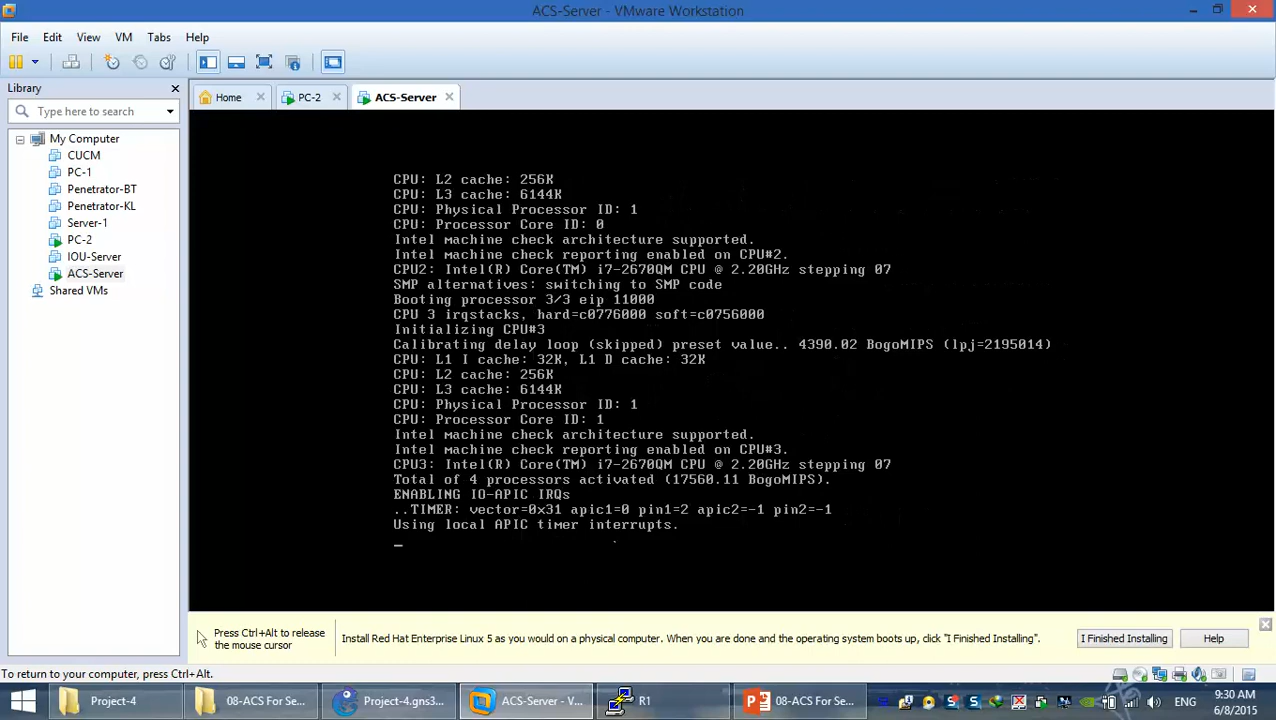 ACS-Server - VMware Workstation
File Edit View VM Tabs Help
Library
Type here to search
My Computer
CUCM
PC-1
Penetrator-BT
Penetrator-KL
Server-1
PC-2
IOU-Server
ACS-Server
Shared VMs
Home PC-2 ACS-Server
CPU: L2 cache: 256K
CPU: L3 cache: 6144K
CPU: Physical Processor ID: 1
CPU: Processor Core ID: 0
Intel machine check architecture supported.
Intel machine check reporting enabled on CPU#2.
CPU2: Intel(R) Core(TM) i7-2670QM CPU @ 2.20GHz stepping 07
SMP alternatives: switching to SMP code
Booting processor 3/3 eip 11000
CPU 3 irqstacks, hard=c0776000 soft=c0756000
Initializing CPU#3
Calibrating delay loop (skipped) preset value.. 4390.02 BogoMIPS (lpj=2195014)
CPU: L1 I cache: 32K, L1 D cache: 32K
CPU: L2 cache: 256K
CPU: L3 cache: 6144K
CPU: Physical Processor ID: 1
CPU: Processor Core ID: 1
Intel machine check architecture supported.
Intel machine check reporting enabled on CPU#3.
CPU3: Intel(R) Core(TM) i7-2670QM CPU @ 2.20GHz stepping 07
Total of 4 processors activated (17560.11 BogoMIPS).
ENABLING IO-APIC IRQs
..TIMER: vector=0x31 apic1=0 pin1=2 apic2=-1 pin2=-1
Using local APIC timer interrupts.
_
Press Ctrl+Alt to release
the mouse cursor
Install Red Hat Enterprise Linux 5 as you would on a physical computer. When you are done and the operating system boots up, click "I Finished Installing".
I Finished Installing
Help
To return to your computer, press Ctrl+Alt.
Project-4
08-ACS For Se...
Project-4.gns3...
ACS-Server - V...
R1
08-ACS For Se...
ENG
9:30 AM
6/8/2015